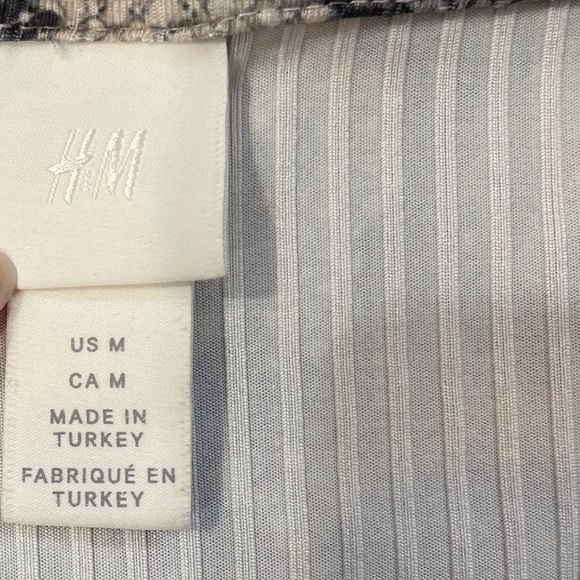 H&M
US M
CA M
MADE IN
TURKEY
FABRIQUÉ EN
TURKEY